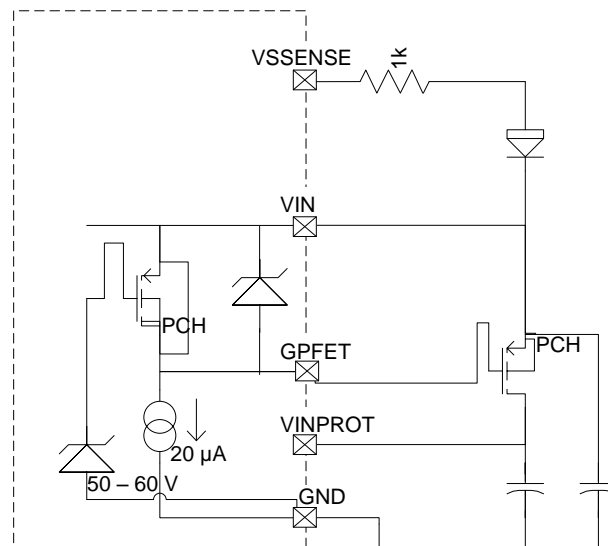 VSSENSE
1k
VIN
PCH
GPFET
PCH
20 µA
VINPROT
50 – 60 V
GND